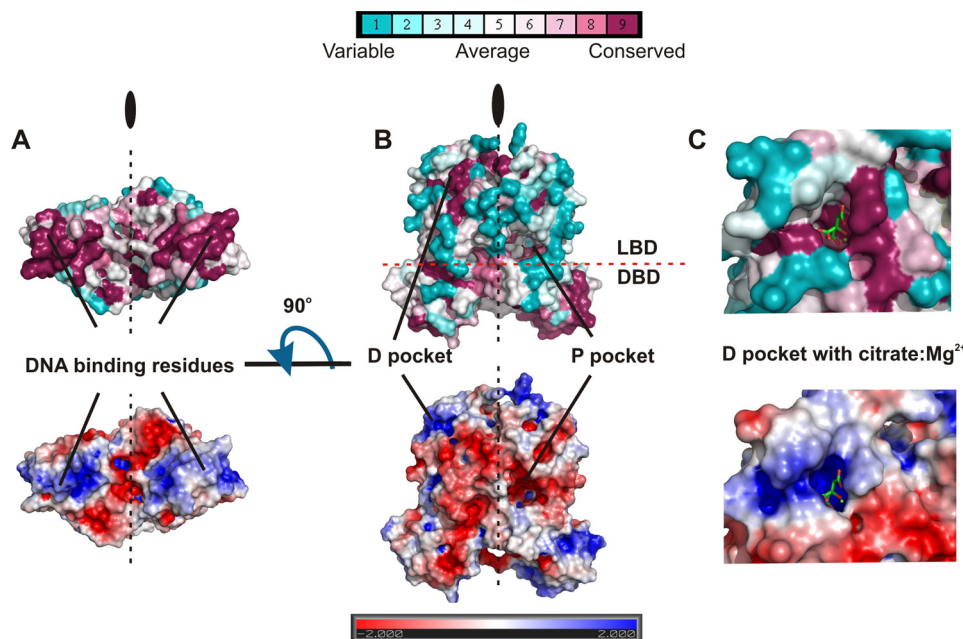 1 2 3 4 5 6 7 8 9
Variable Average Conserved
A
B
C
LBD
DBD
90°
DNA binding residues
D pocket
P pocket
D pocket with citrate:Mg²⁺
-2.000 2.000